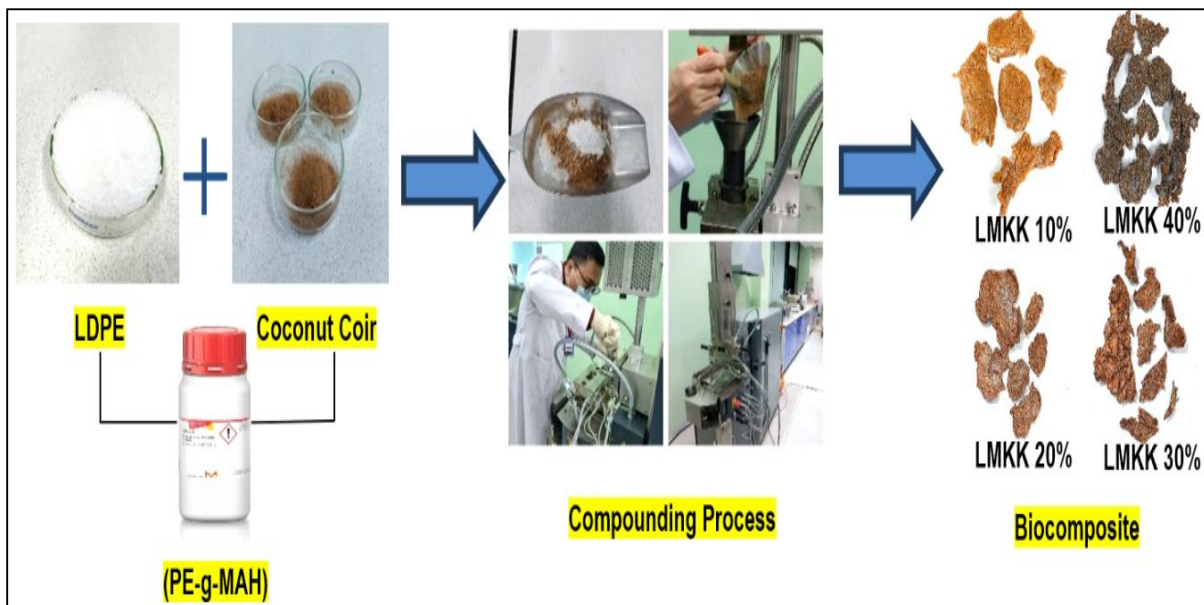 LDPE
Coconut Coir
(PE-g-MAH)
Compounding Process
LMKK 10%
LMKK 40%
LMKK 20%
LMKK 30%
Biocomposite